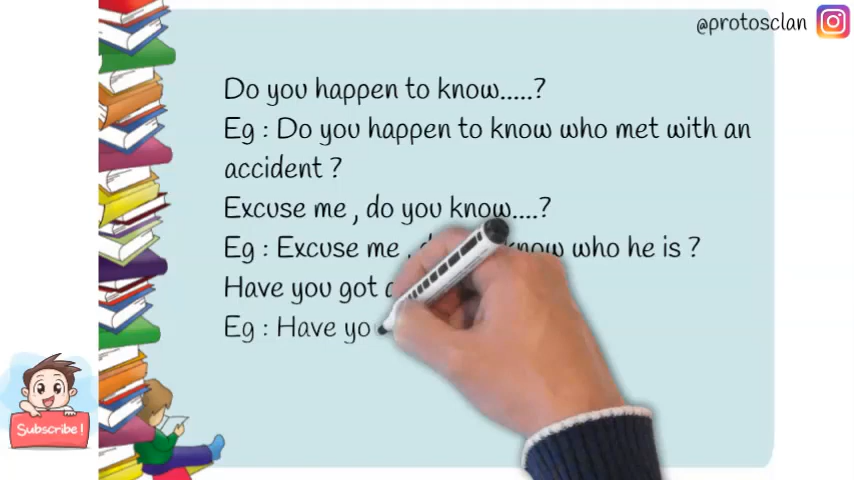 @protosclan
Do you happen to know.....?
Eg : Do you happen to know who met with an
accident ?
Excuse me , do you know....?
Eg : Excuse me , know who he is ?
Have you got
Eg : Have yo
Subscribe!